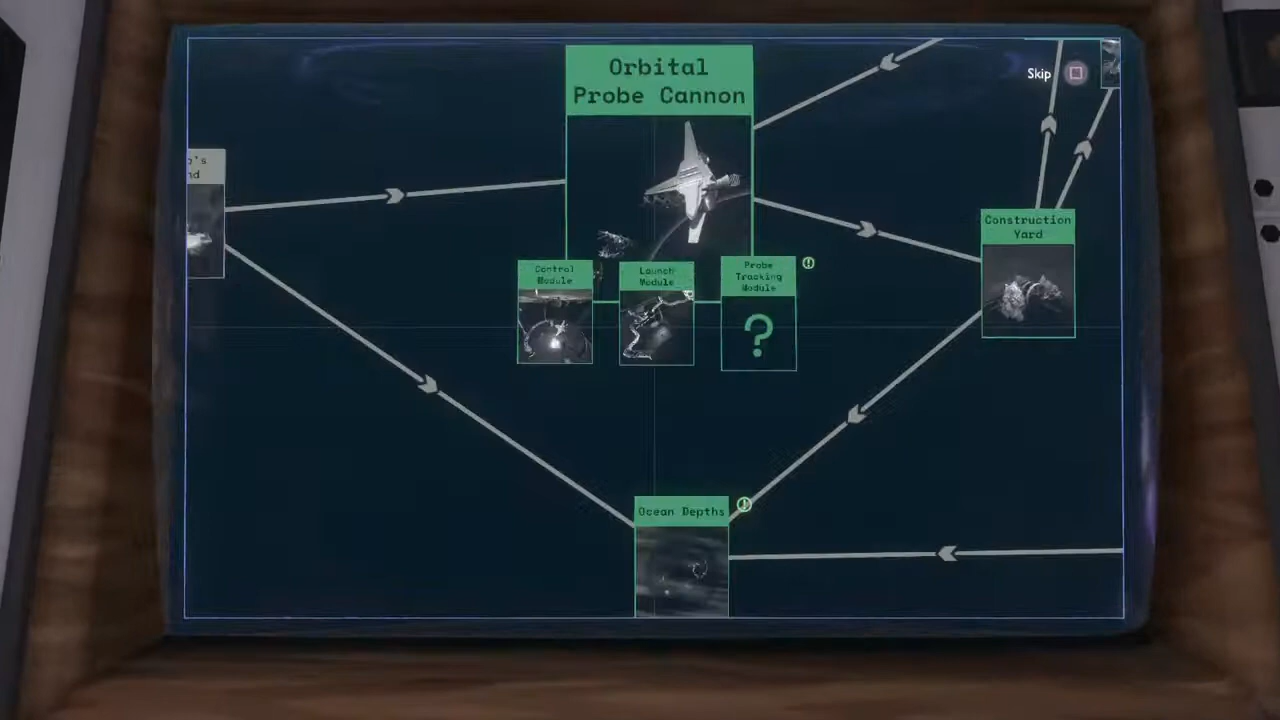 Orbital
Probe Cannon
Skip
Construction
Yard
Control
Module
Launch
Module
Probe
Tracking
Module
?
Ocean Depths